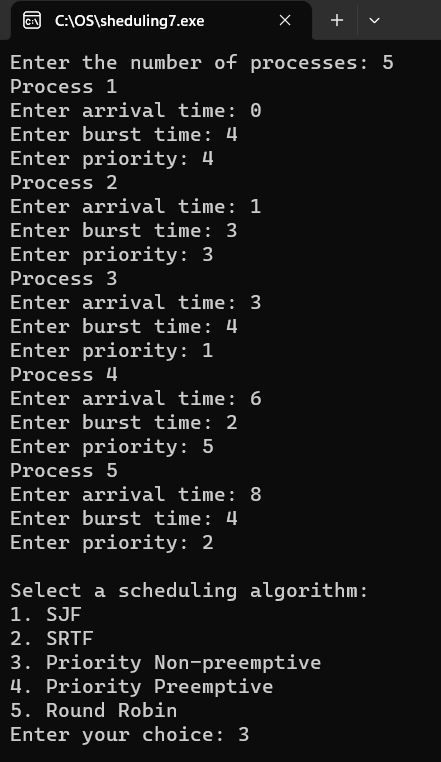 C:\OS\sheduling7.exe
Enter the number of processes: 5
Process 1
Enter arrival time: 0
Enter burst time: 4
Enter priority: 4
Process 2
Enter arrival time: 1
Enter burst time: 3
Enter priority: 3
Process 3
Enter arrival time: 3
Enter burst time: 4
Enter priority: 1
Process 4
Enter arrival time: 6
Enter burst time: 2
Enter priority: 5
Process 5
Enter arrival time: 8
Enter burst time: 4
Enter priority: 2
Select a scheduling algorithm:
1. SJF
2. SRTF
3. Priority Non-preemptive
4. Priority Preemptive
5. Round Robin
Enter your choice: 3